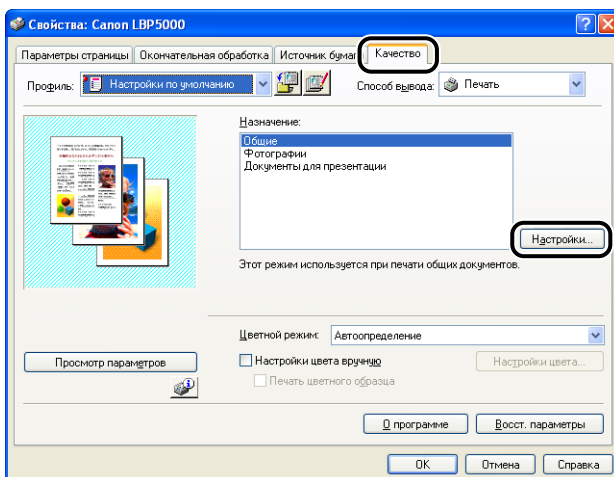 Свойства: Canon LBP5000
Параметры страницы Окончательная обработка Источник бумаг Качество
Профиль: Настройки по умолчанию Способ вывода: Печать
Назначение:
Общие
Фотографии
Документы для презентации
Настройки...
Этот режим используется при печати общих документов.
Цветной режим: Автоопределение
Просмотр параметров Настройки цвета вручную Настройки цвета...
Печать цветного образца
О программе Восст. параметры
OK Отмена Справка